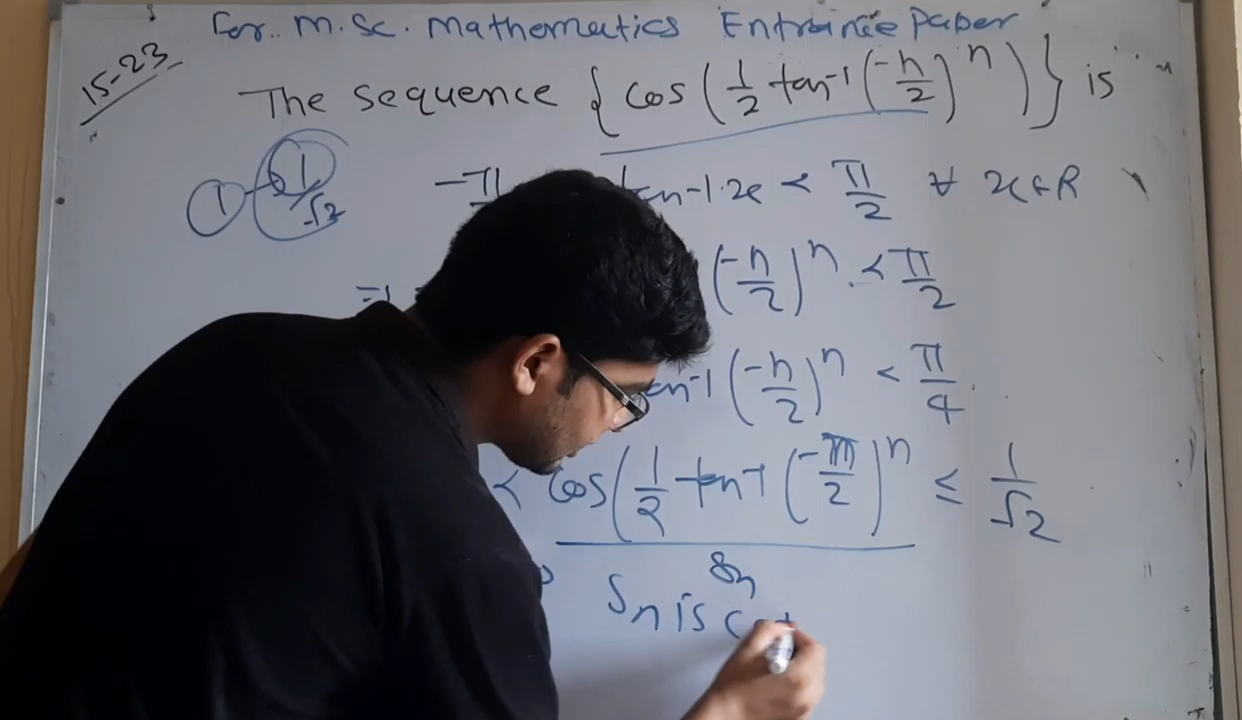 For M.Sc. Mathematics Entrance Paper
15-23
The sequence {cos(1/2 tan-1(-n/2)^n)} is
1 → 1/√2
-π tan-1 x < π/2 ∀ x ∈ R
(-n/2)^n < π/2
tan-1(-n/2)^n < π/4
< cos(1/2 tan-1(-n/2)^n ≤ 1/√2
Sn
Sn is